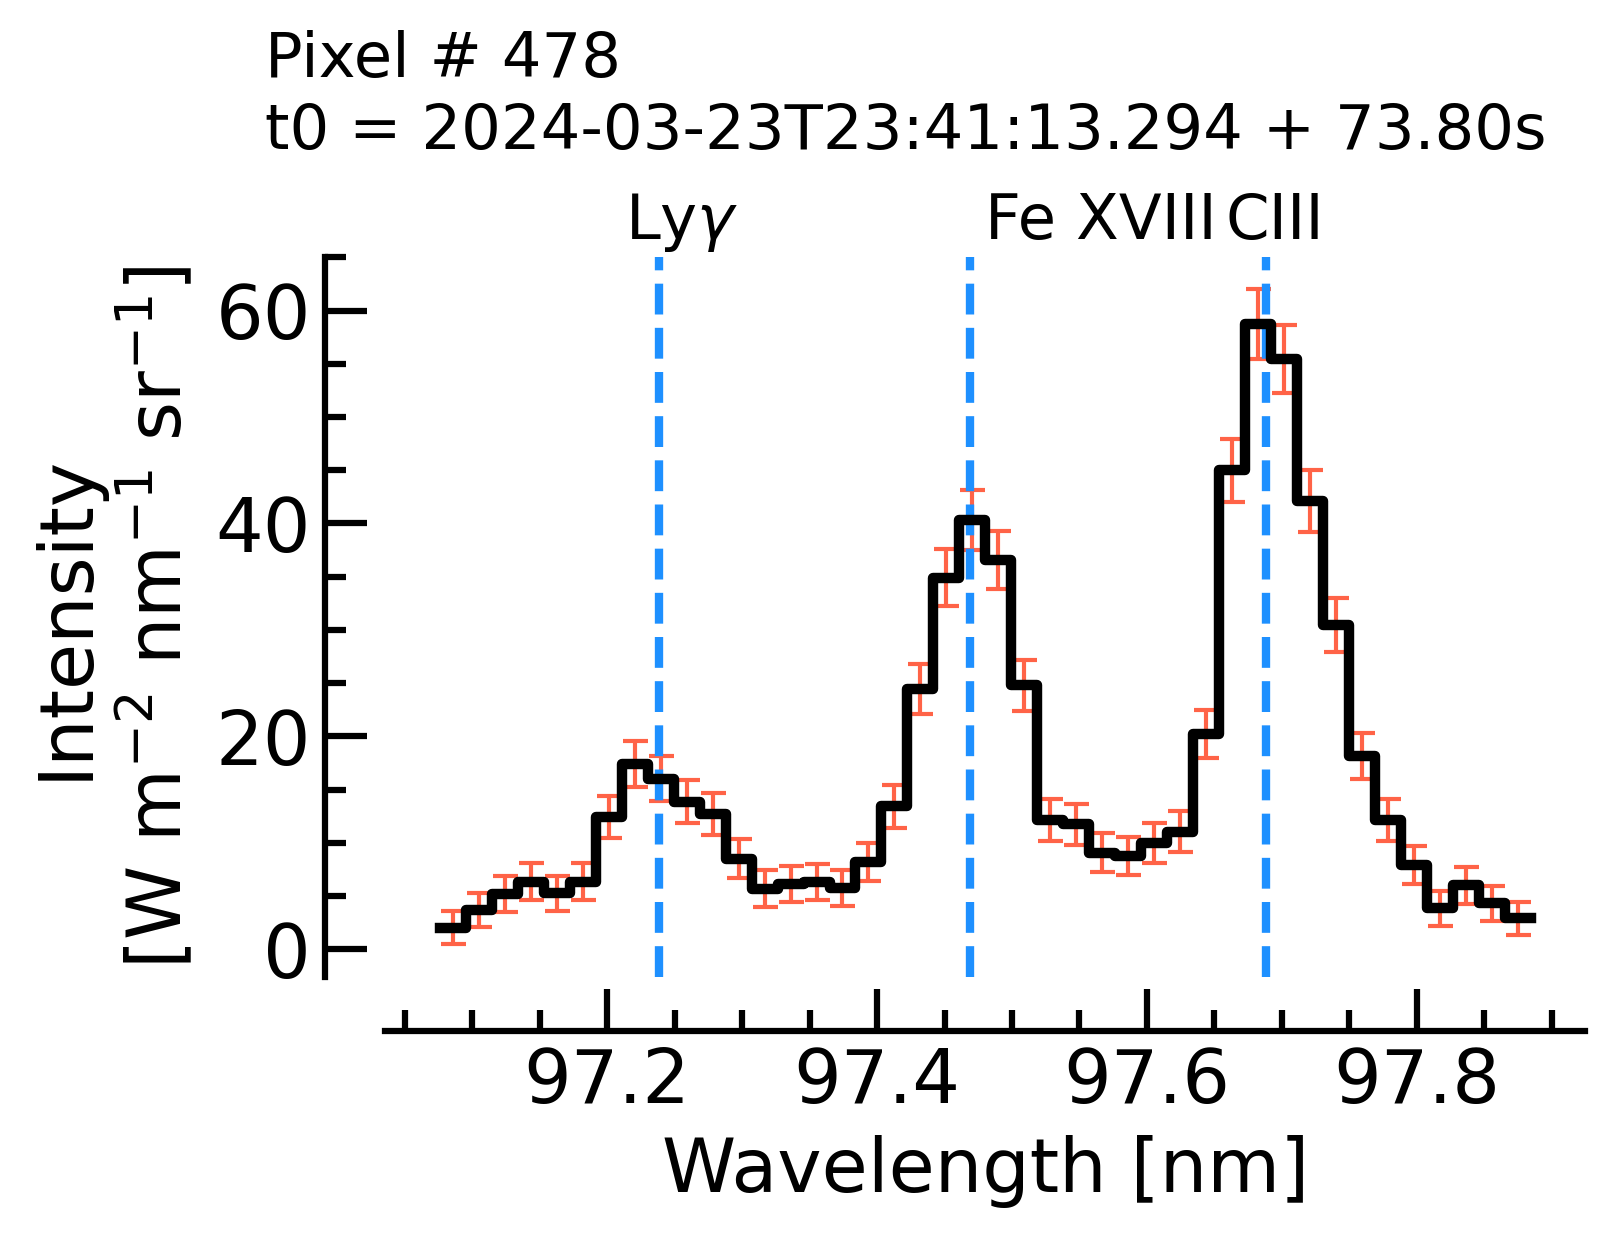 Pixel # 478
t0 = 2024-03-23T23:41:13.294 + 73.80s
Lyγ Fe XVIII CIII
Intensity
[W m⁻² nm⁻¹ sr⁻¹]
60
40
20
0
97.2 97.4 97.6 97.8
Wavelength [nm]